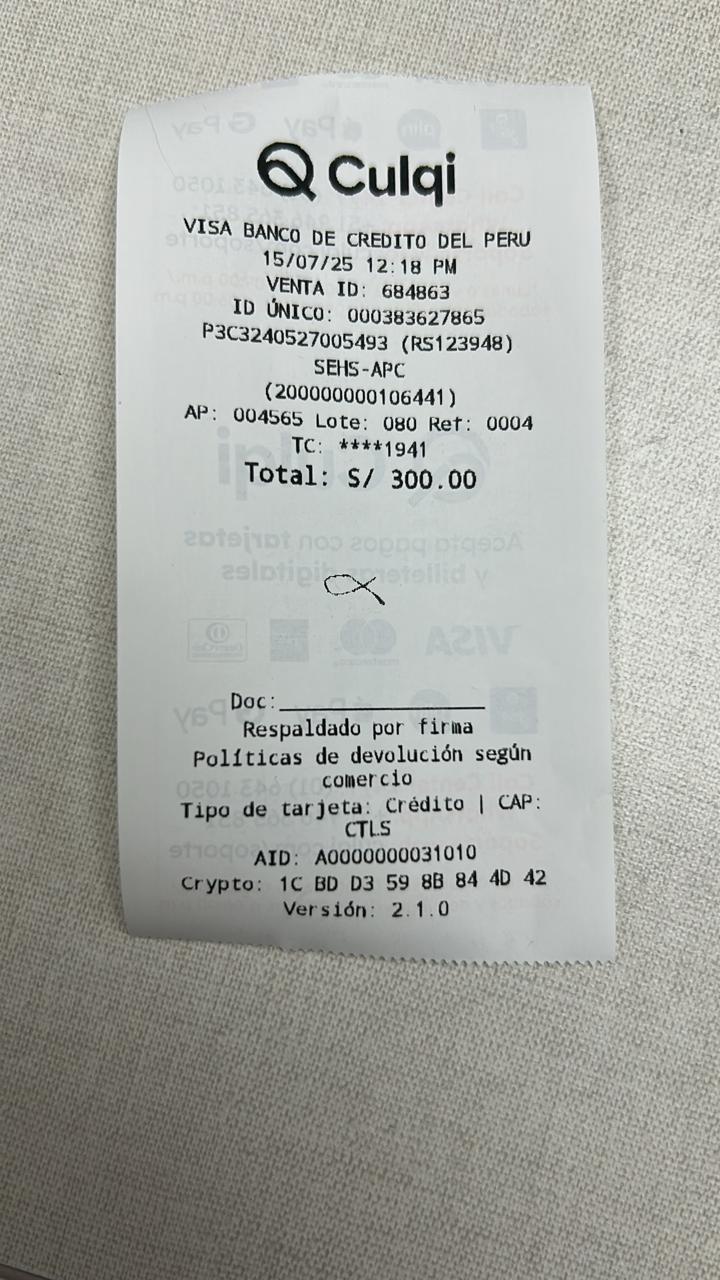 Culqi
VISA BANCO DE CREDITO DEL PERU
15/07/25 12:18 PM
VENTA ID: 684863
ID ÚNICO: 000383627865
P3C3240527005493 (RS123948)
SEHS-APC
(200000000106441)
AP: 004565 Lote: 080 Ref: 0004
TC: ****1941
Total: S/ 300.00
Doc:
Respaldado por firma
Políticas de devolución según
comercio
Tipo de tarjeta: Crédito | CAP:
CTLS
AID: A0000000031010
Crypto: 1C BD D3 59 8B 84 4D 42
Versión: 2.1.0